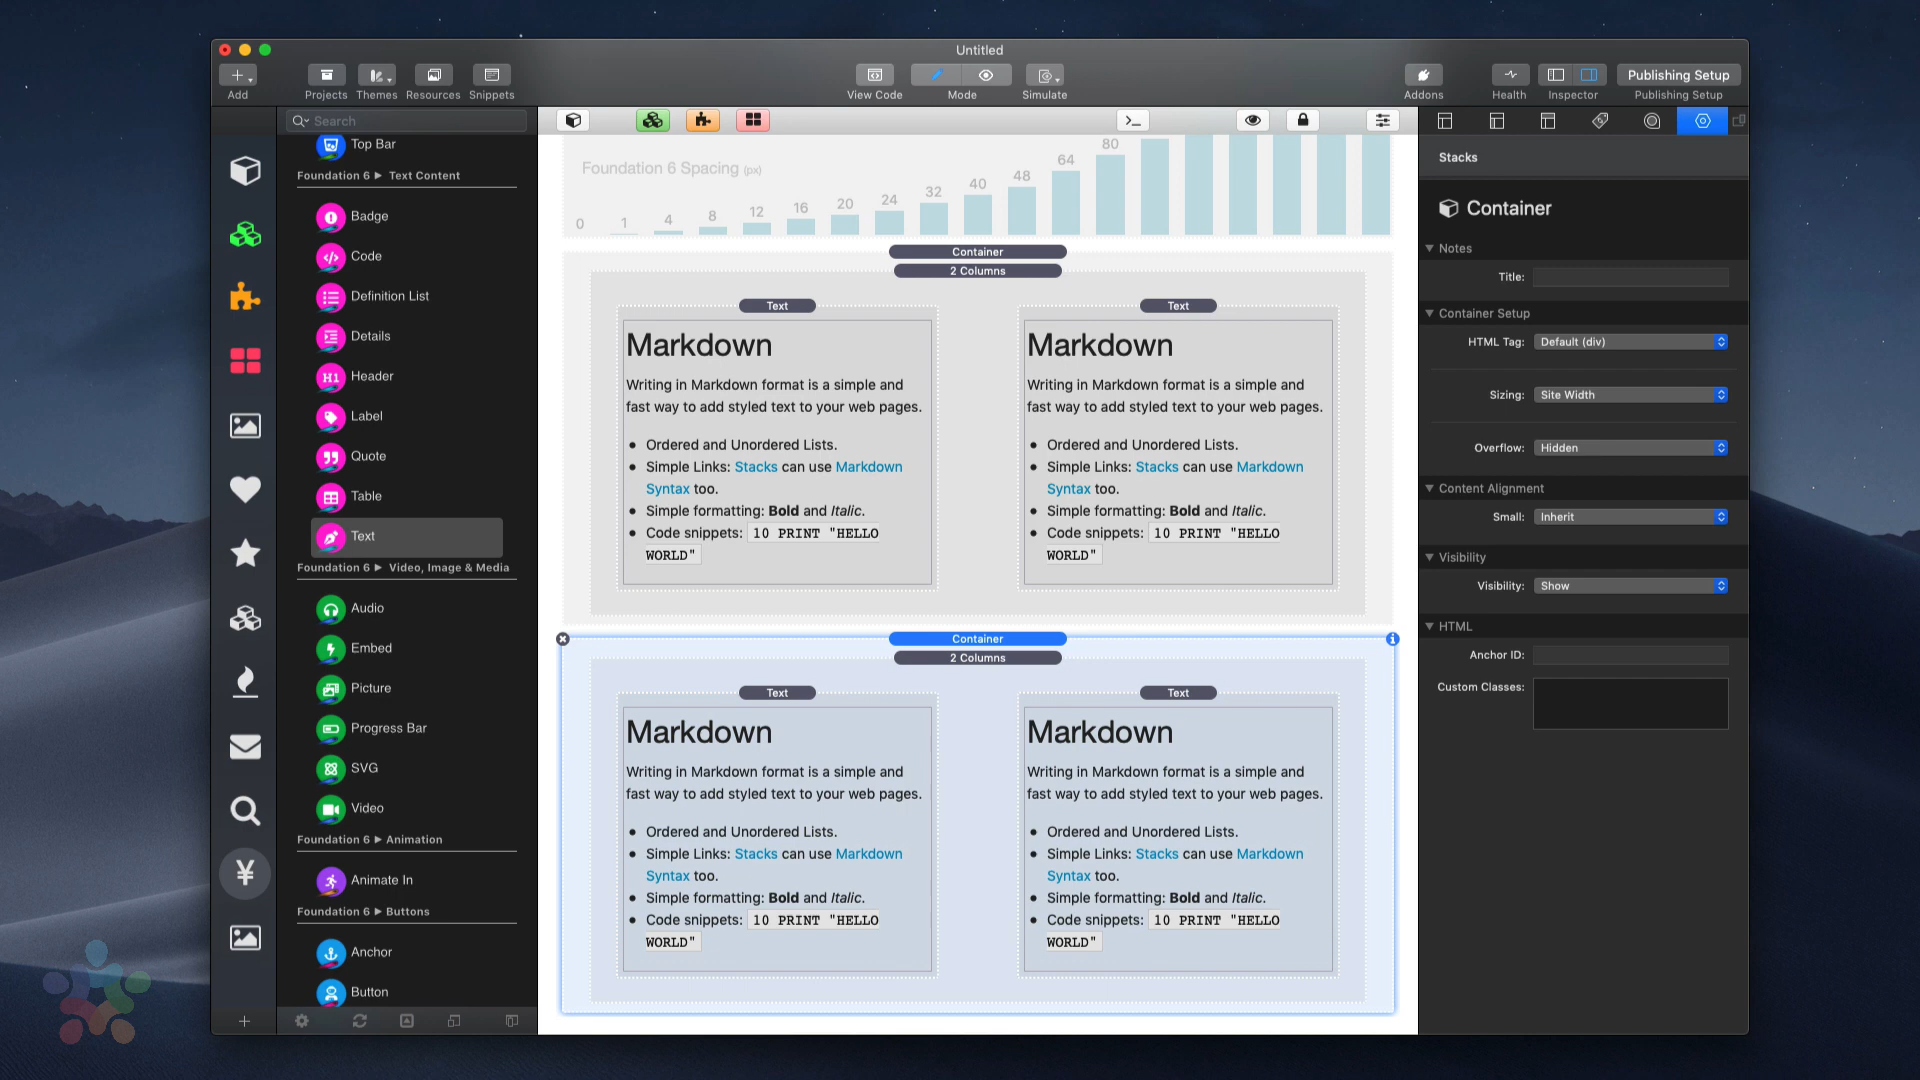 Untitled
Add
Projects
Themes
Resources
Snippets
View Code
Mode
Simulate
Addons
Health
Inspector
Publishing Setup
Publishing Setup
Search
Top Bar
Foundation 6 ▶ Text Content
Badge
Code
Definition List
Details
H1 Header
Label
Quote
Table
Text
Foundation 6 ▶ Video, Image & Media
Audio
Embed
Picture
Progress Bar
SVG
Video
Foundation 6 ▶ Animation
Animate In
Foundation 6 ▶ Buttons
Anchor
Button
Foundation 6 Spacing (px)
0 1 4 8 12 16 20 24 32 40 48 64 80
Container
2 Columns
Text
Markdown
Writing in Markdown format is a simple and
fast way to add styled text to your web pages.
Ordered and Unordered Lists.
Simple Links: Stacks can use Markdown
Syntax too.
Simple formatting: Bold and Italic.
Code snippets: 10 PRINT "HELLO
WORLD"
Text
Markdown
Writing in Markdown format is a simple and
fast way to add styled text to your web pages.
Ordered and Unordered Lists.
Simple Links: Stacks can use Markdown
Syntax too.
Simple formatting: Bold and Italic.
Code snippets: 10 PRINT "HELLO
WORLD"
Container
2 Columns
Text
Markdown
Writing in Markdown format is a simple and
fast way to add styled text to your web pages.
Ordered and Unordered Lists.
Simple Links: Stacks can use Markdown
Syntax too.
Simple formatting: Bold and Italic.
Code snippets: 10 PRINT "HELLO
WORLD"
Text
Markdown
Writing in Markdown format is a simple and
fast way to add styled text to your web pages.
Ordered and Unordered Lists.
Simple Links: Stacks can use Markdown
Syntax too.
Simple formatting: Bold and Italic.
Code snippets: 10 PRINT "HELLO
WORLD"
Stacks
Container
Notes
Title:
Container Setup
HTML Tag: Default (div)
Sizing: Site Width
Overflow: Hidden
Content Alignment
Small: Inherit
Visibility
Visibility: Show
HTML
Anchor ID:
Custom Classes: